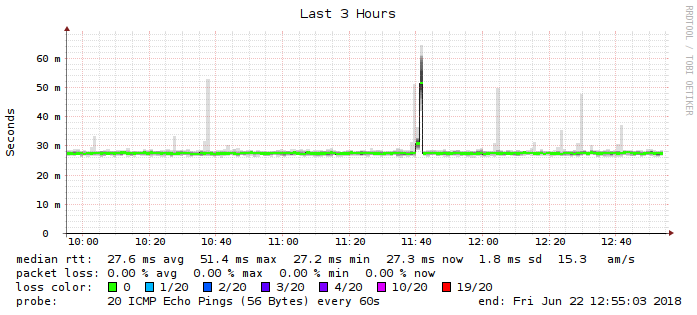 Last 3 Hours
RRDTOOL / TOBI OETIKER
Seconds
60 m
50 m
40 m
30 m
20 m
10 m
0
10:00 10:20 10:40 11:00 11:20 11:40 12:00 12:20 12:40
median rtt: 27.6 ms avg 51.4 ms max 27.2 ms min 27.3 ms now 1.8 ms sd 15.3 am/s
packet loss: 0.00 % avg 0.00 % max 0.00 % min 0.00 % now
loss color: 0 1/20 2/20 3/20 4/20 10/20 19/20
probe: 20 ICMP Echo Pings (56 Bytes) every 60s end: Fri Jun 22 12:55:03 2018